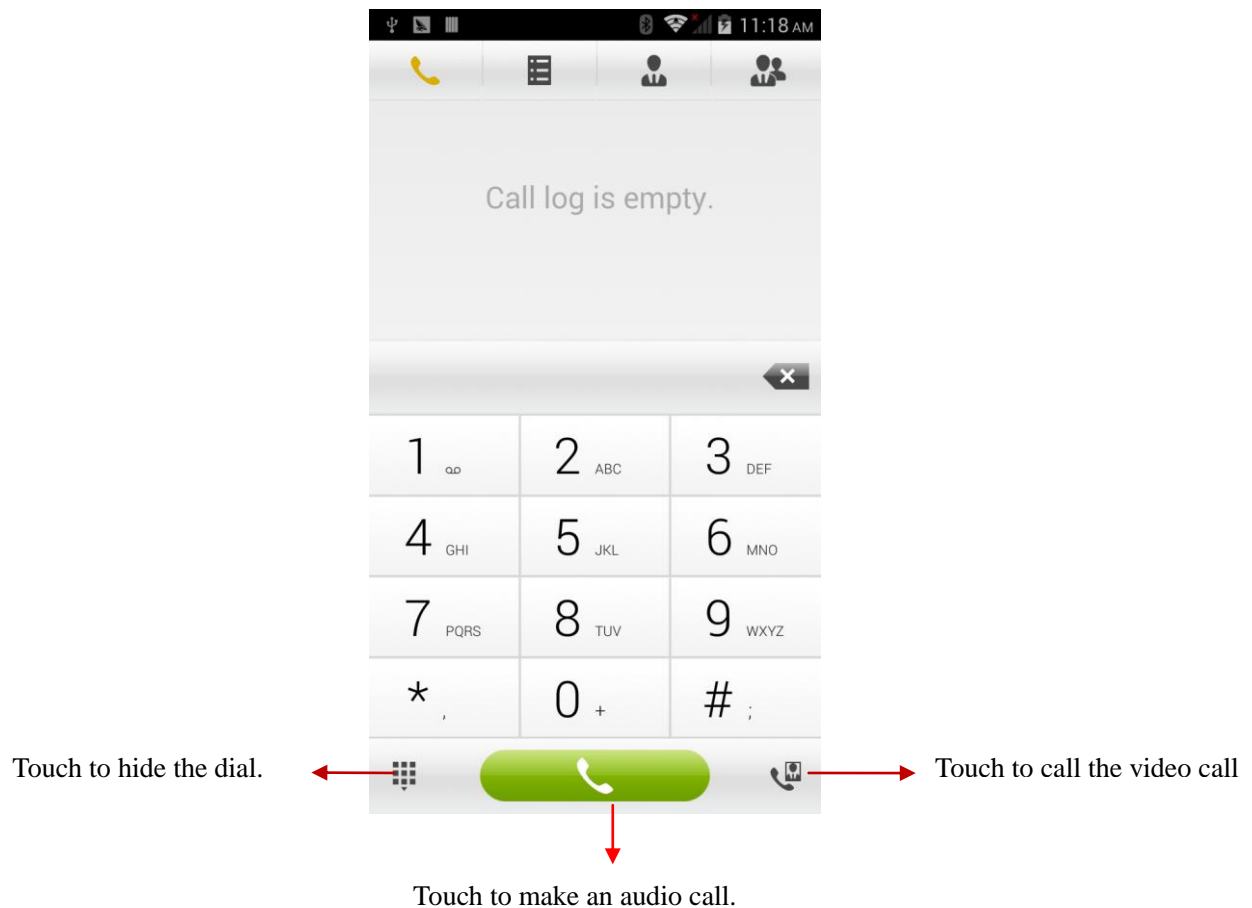 11:18 AM
Call log is empty.
1
2 ABC
3 DEF
4 GHI
5 JKL
6 MNO
7 PQRS
8 TUV
9 WXYZ
* ,
0 +
# ;
Touch to hide the dial.
Touch to call the video call
Touch to make an audio call.